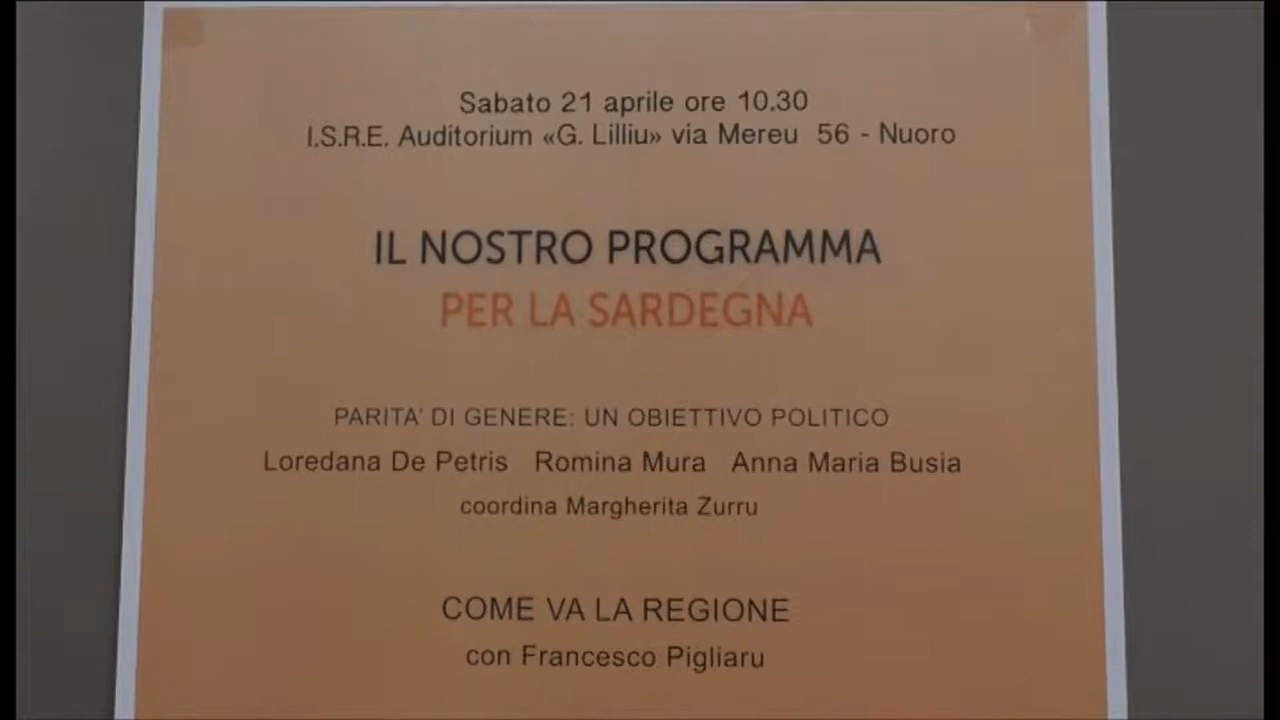 Sabato 21 aprile ore 10.30
I.S.R.E. Auditorium «G. Lilliu» via Mereu 56 - Nuoro
IL NOSTRO PROGRAMMA
PER LA SARDEGNA
PARITA' DI GENERE: UN OBIETTIVO POLITICO
Loredana De Petris Romina Mura Anna Maria Busia
coordina Margherita Zurru
COME VA LA REGIONE
con Francesco Pigliaru